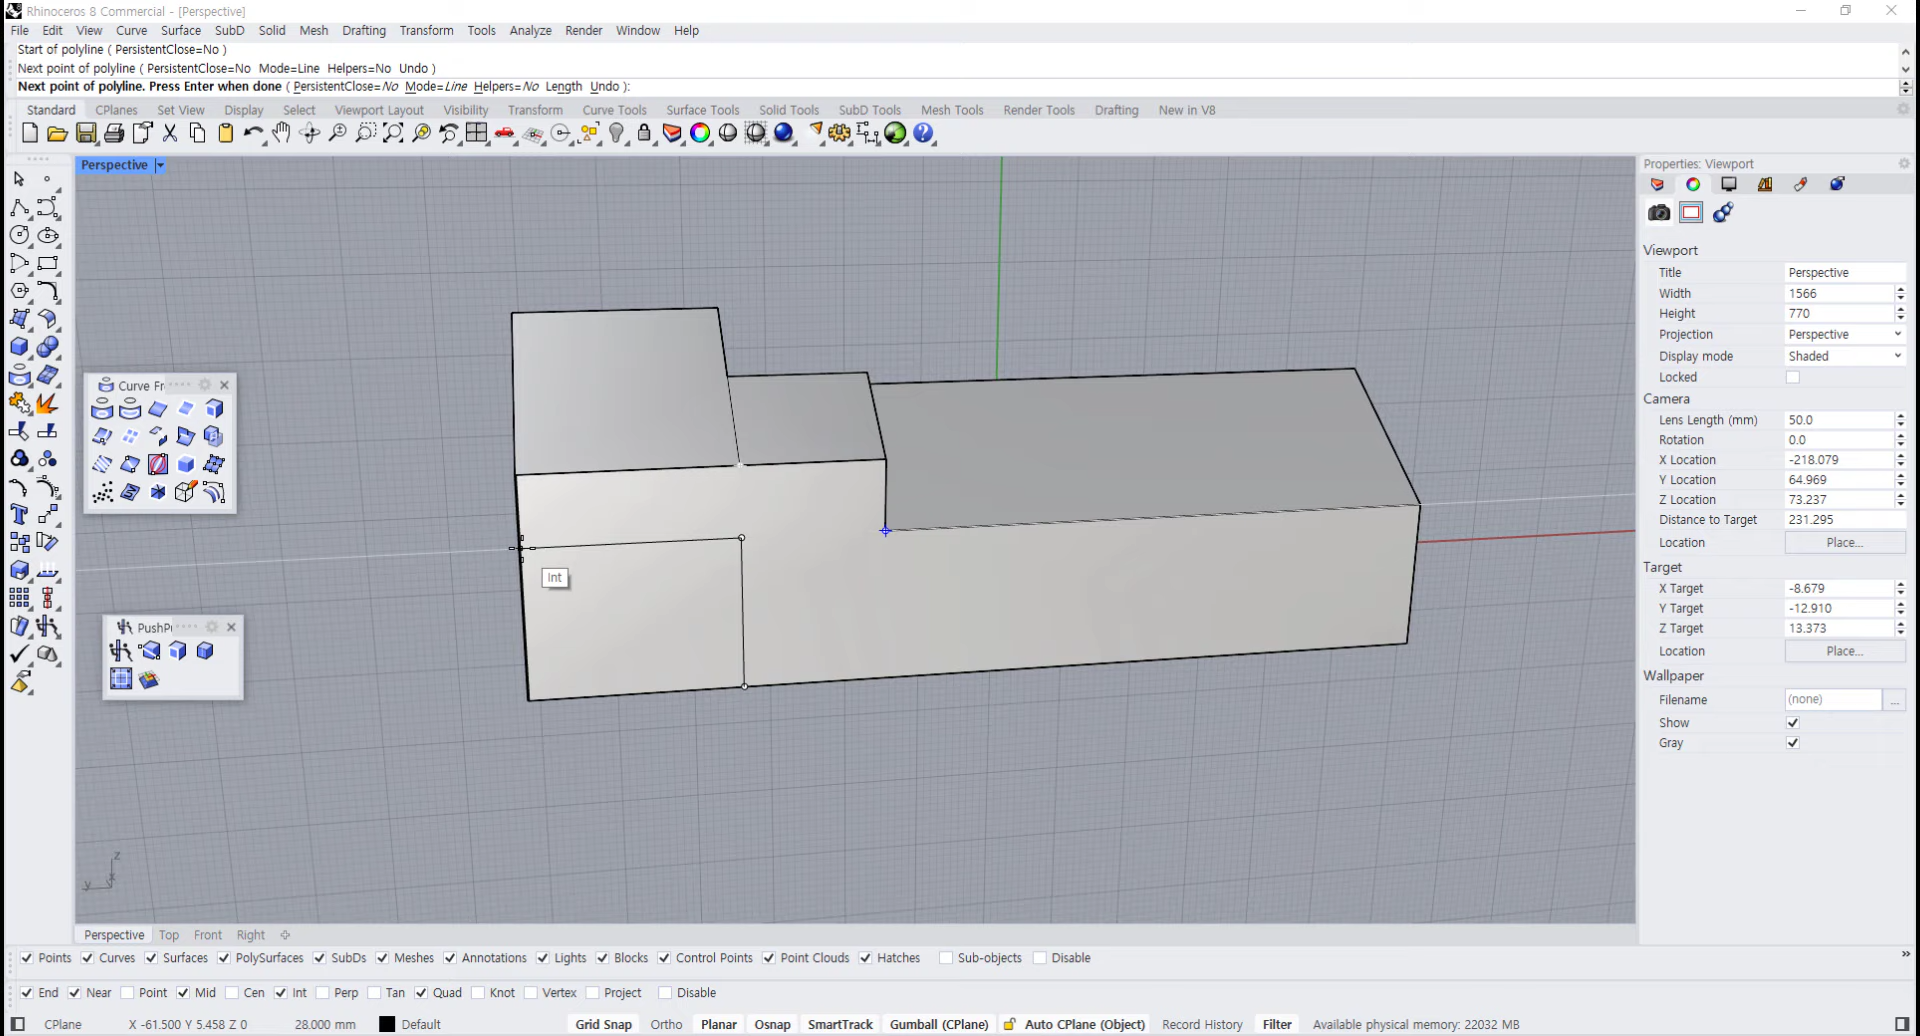 Rhinoceros 8 Commercial - [Perspective]
File Edit View Curve Surface SubD Solid Mesh Drafting Transform Tools Analyze Render Window Help
Start of polyline ( PersistentClose=No )
Next point of polyline ( PersistentClose=No Mode=Line Helpers=No Undo )
Next point of polyline. Press Enter when done ( PersistentClose=No Mode=Line Helpers=No Length Undo ):
Standard CPlanes Set View Display Select Viewport Layout Visibility Transform Curve Tools Surface Tools Solid Tools SubD Tools Mesh Tools Render Tools Drafting New in V8
Perspective
Curve Fr
Int
PushP
z
y
x
Properties: Viewport
Viewport
Title Perspective
Width 1566
Height 770
Projection Perspective
Display mode Shaded
Locked
Camera
Lens Length (mm) 50.0
Rotation 0.0
X Location -218.079
Y Location 64.969
Z Location 73.237
Distance to Target 231.295
Location Place...
Target
X Target -8.679
Y Target -12.910
Z Target 13.373
Location Place...
Wallpaper
Filename (none) ...
Show
Gray
Perspective Top Front Right
Points Curves Surfaces PolySurfaces SubDs Meshes Annotations Lights Blocks Control Points Point Clouds Hatches Sub-objects Disable
End Near Point Mid Cen Int Perp Tan Quad Knot Vertex Project Disable
CPlane X -61.500 Y 5.458 Z 0 28.000 mm Default Grid Snap Ortho Planar Osnap SmartTrack Gumball (CPlane) Auto CPlane (Object) Record History Filter Available physical memory: 22032 MB